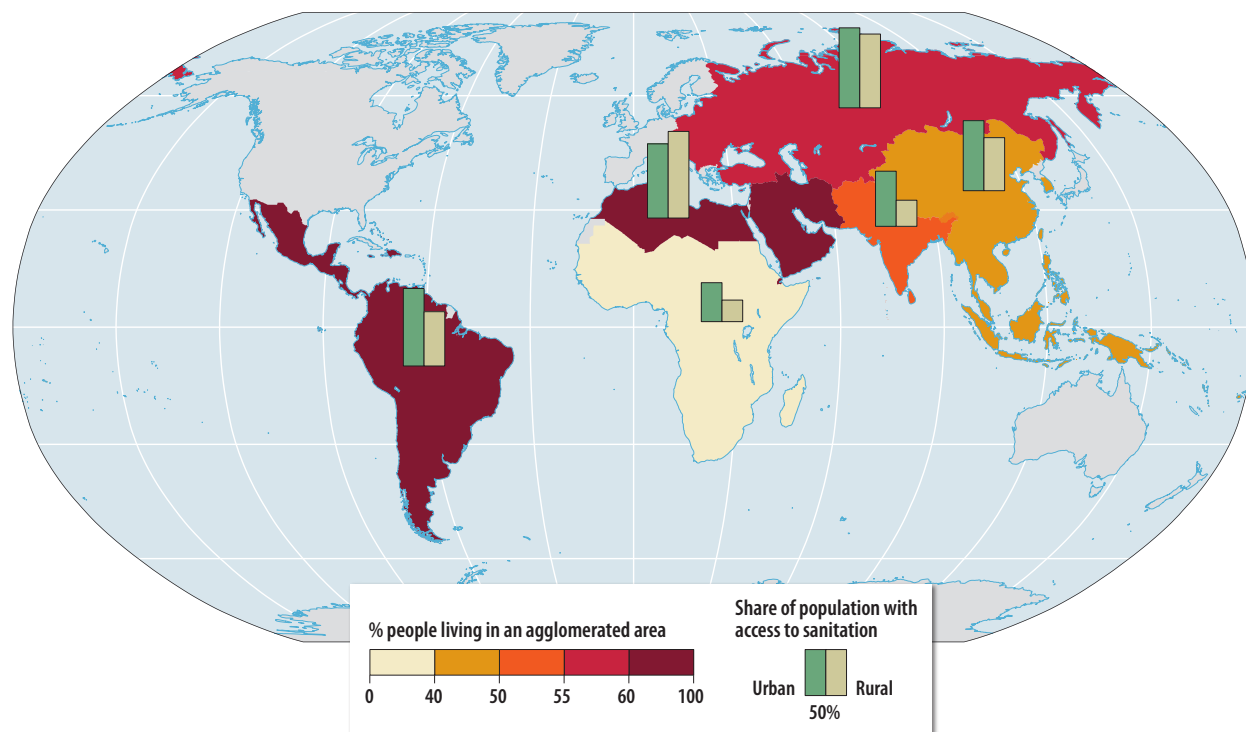 % people living in an agglomerated area
0 40 50 55 60 100
Share of population with
access to sanitation
Urban Rural
50%